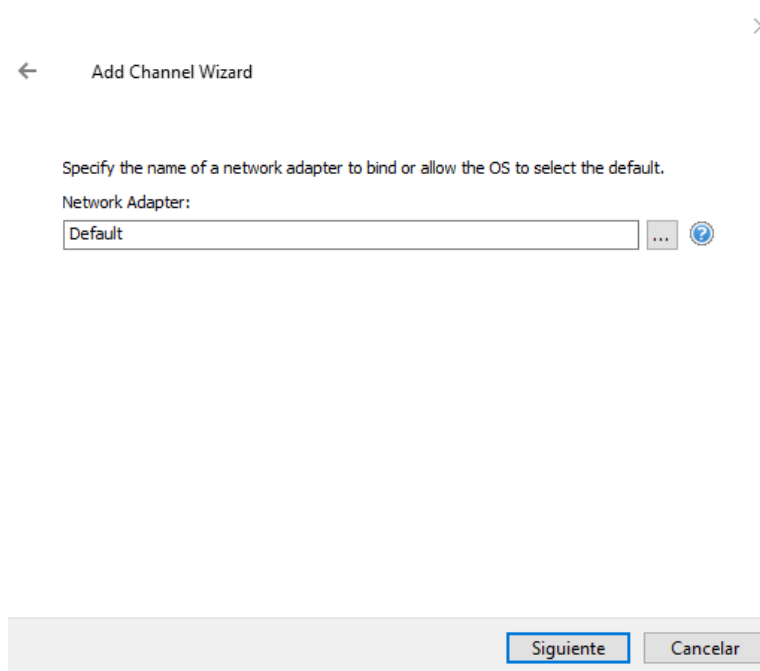 Add Channel Wizard
Specify the name of a network adapter to bind or allow the OS to select the default.
Network Adapter:
Default
...
?
Siguiente
Cancelar